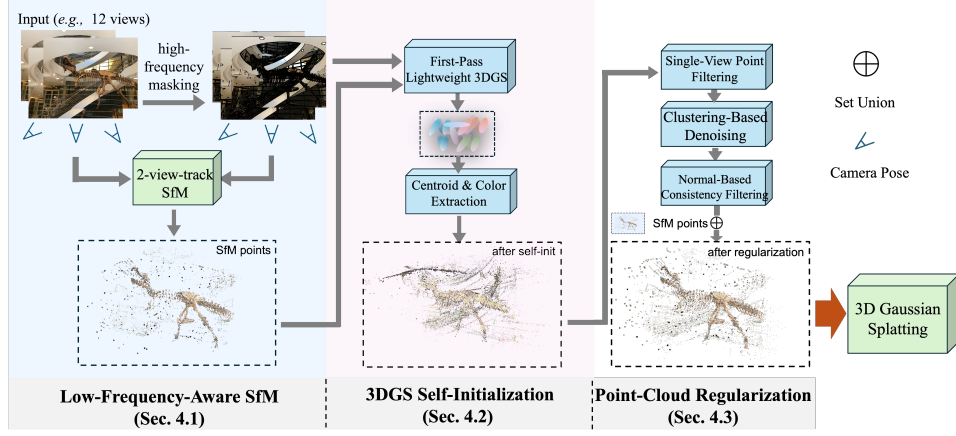 Input (e.g., 12 views)
high-
frequency
masking
2-view-track
SfM
SfM points
Low-Frequency-Aware SfM
(Sec. 4.1)
First-Pass
Lightweight 3DGS
Centroid & Color
Extraction
after self-init
3DGS Self-Initialization
(Sec. 4.2)
Single-View Point
Filtering
Clustering-Based
Denoising
Normal-Based
Consistency Filtering
SfM points
after regularization
Point-Cloud Regularization
(Sec. 4.3)
Set Union
Camera Pose
3D Gaussian
Splatting